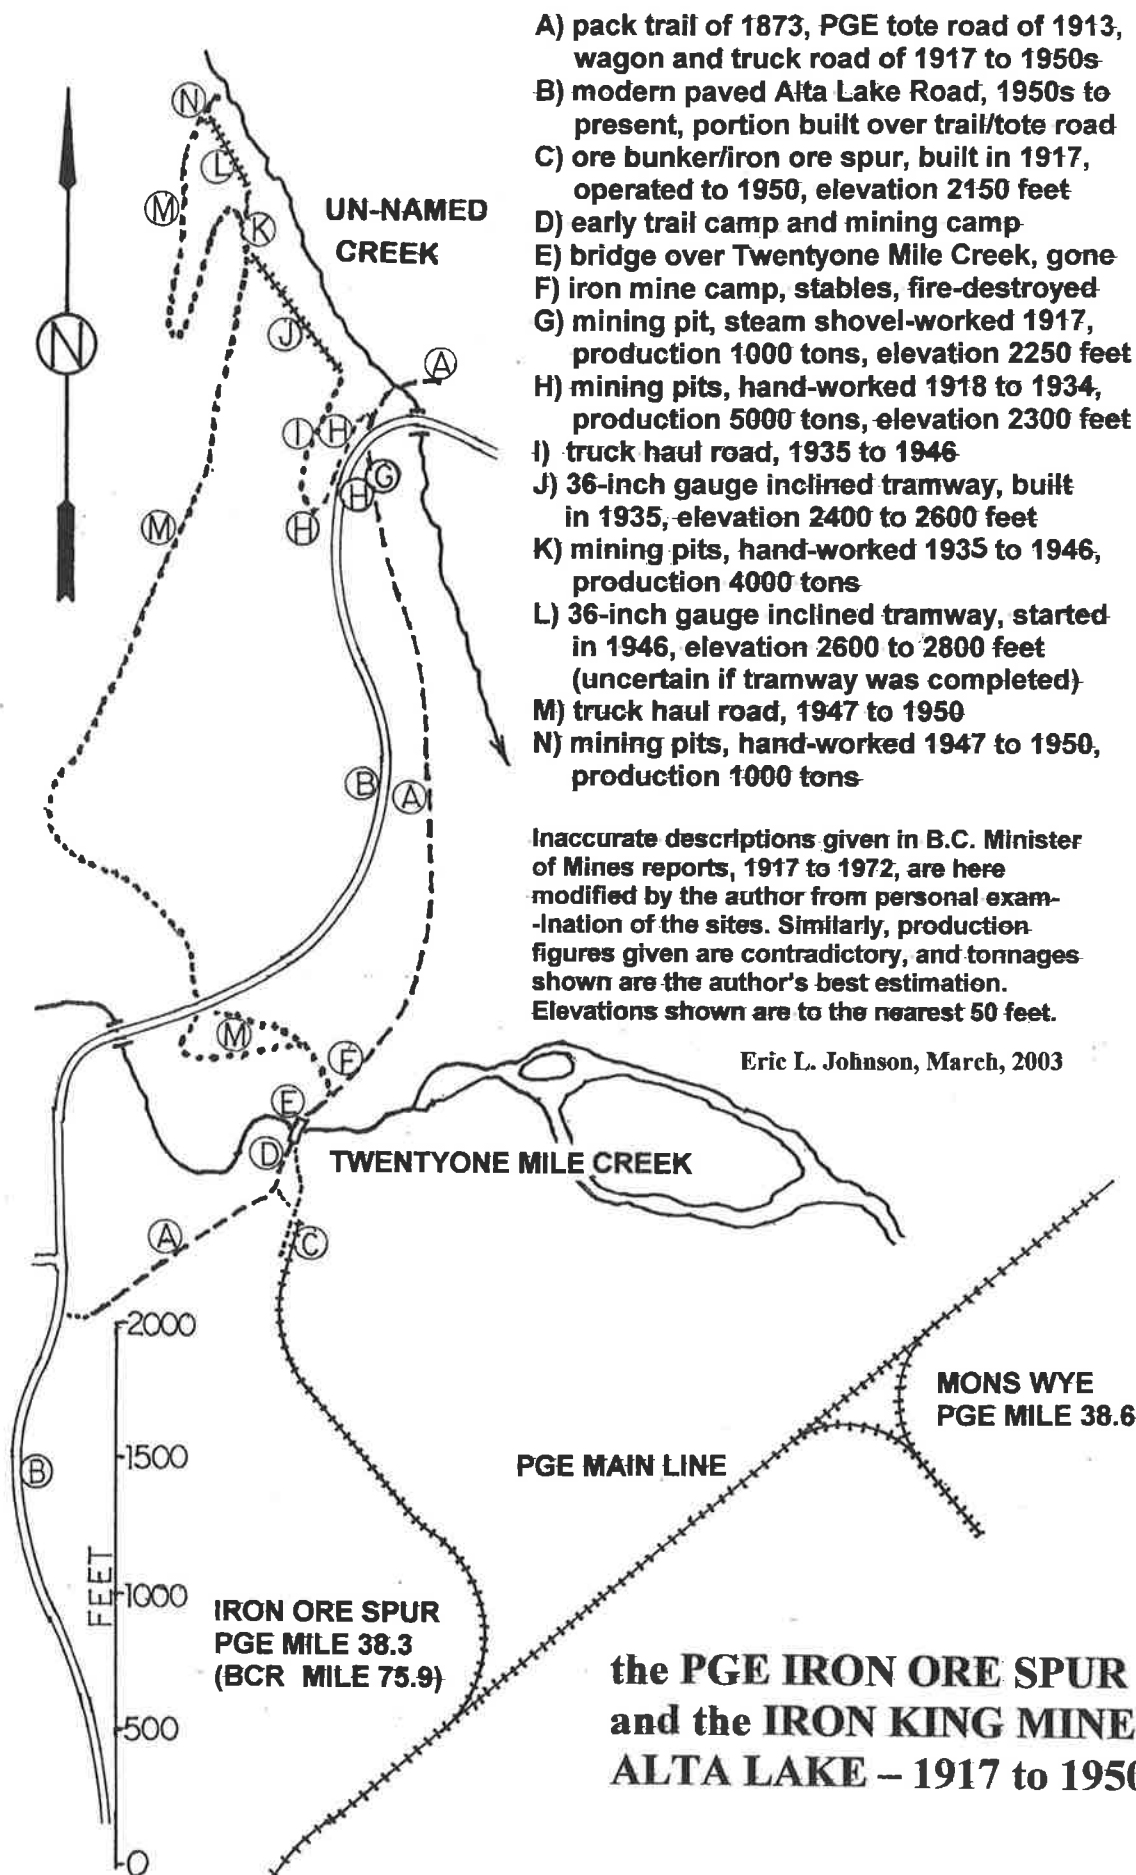 A) pack trail of 1873, PGE tote road of 1913,
wagon and truck road of 1917 to 1950s
B) modern paved Alta Lake Road, 1950s to
present, portion built over trail/tote road
C) ore bunker/iron ore spur, built in 1917,
operated to 1950, elevation 2150 feet
D) early trail camp and mining camp
E) bridge over Twentyone Mile Creek, gone
F) iron mine camp, stables, fire-destroyed
G) mining pit, steam shovel-worked 1917,
production 1000 tons, elevation 2250 feet
H) mining pits, hand-worked 1918 to 1934,
production 5000 tons, elevation 2300 feet
I) truck haul road, 1935 to 1946
J) 36-inch gauge inclined tramway, built
in 1935, elevation 2400 to 2600 feet
K) mining pits, hand-worked 1935 to 1946,
production 4000 tons
L) 36-inch gauge inclined tramway, started
in 1946, elevation 2600 to 2800 feet
(uncertain if tramway was completed)
M) truck haul road, 1947 to 1950
N) mining pits, hand-worked 1947 to 1950,
production 1000 tons
Inaccurate descriptions given in B.C. Minister
of Mines reports, 1917 to 1972, are here
modified by the author from personal exam-
-ination of the sites. Similarly, production
figures given are contradictory, and tonnages
shown are the author's best estimation.
Elevations shown are to the nearest 50 feet.
Eric L. Johnson, March, 2003
N
L
M
K
UN-NAMED
CREEK
N
J
A
I
H
G
H
H
M
B
A
M
F
E
D
TWENTYONE MILE CREEK
A
C
2000
MONS WYE
PGE MILE 38.6
B
1500
PGE MAIN LINE
FEET
1000
IRON ORE SPUR
PGE MILE 38.3
(BCR MILE 75.9)
500
0
the PGE IRON ORE SPUR
and the IRON KING MINE
ALTA LAKE – 1917 to 1950